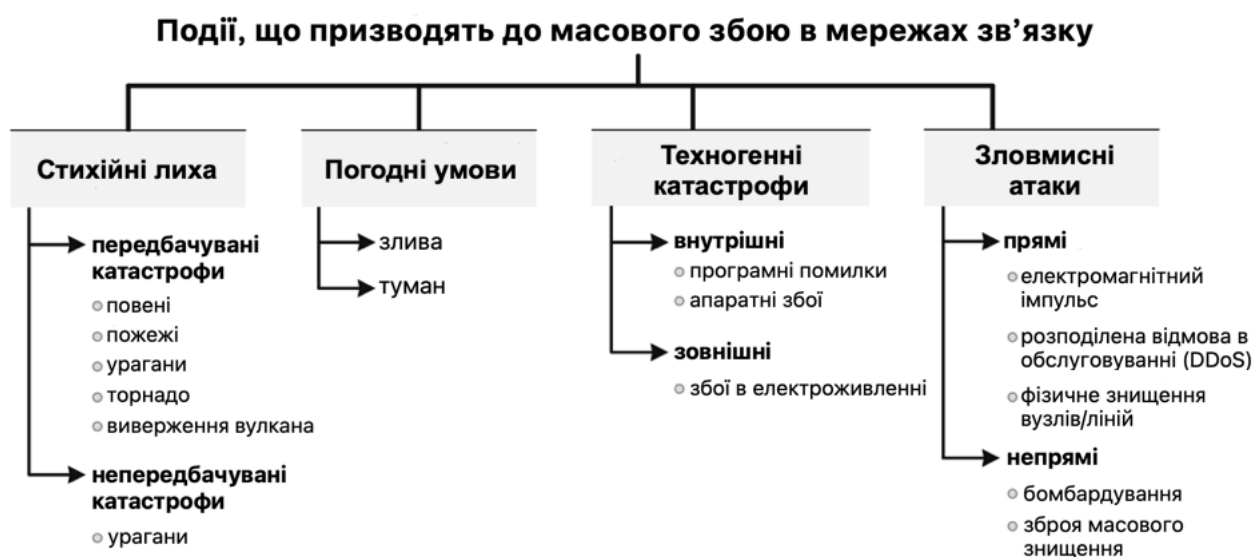 Події, що призводять до масового збою в мережах зв’язку
Стихійні лиха
передбачувані
катастрофи
повені
пожежі
урагани
торнадо
виверження вулкана
непередбачувані
катастрофи
урагани
Погодні умови
злива
туман
Техногенні
катастрофи
внутрішні
програмні помилки
апаратні збої
зовнішні
збої в електроживленні
Зловмисні
атаки
прямі
електромагнітний
імпульс
розподілена відмова в
обслуговуванні (DDoS)
фізичне знищення
вузлів/ліній
непрямі
бомбардування
зброя масового
знищення